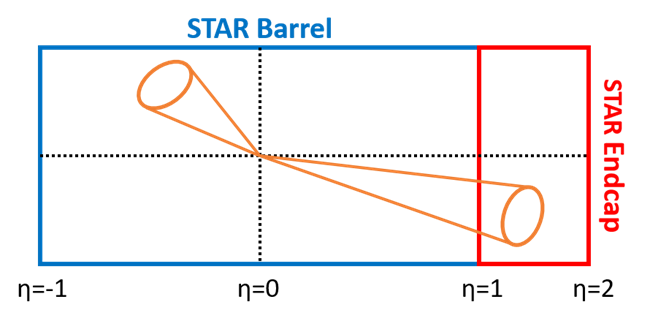 STAR Barrel
STAR Endcap
η=-1
η=0
η=1
η=2